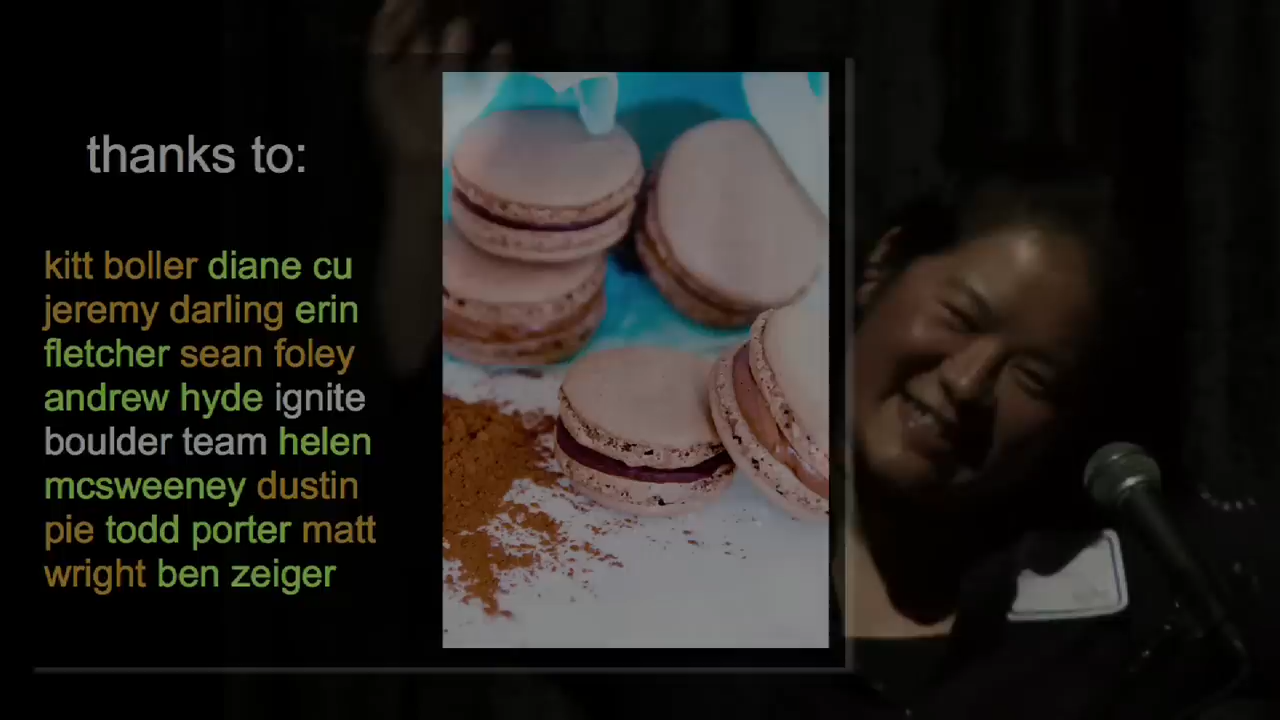 thanks to:
kitt boller diane cu
jeremy darling erin
fletcher sean foley
andrew hyde ignite
boulder team helen
mcsweeney dustin
pie todd porter matt
wright ben zeiger